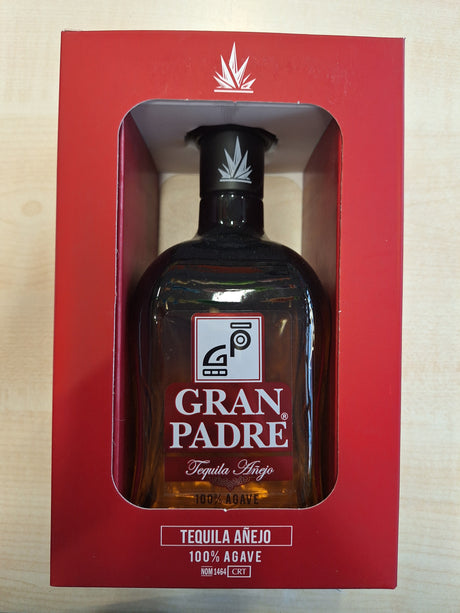 GP
GRAN
PADRE®
Tequila Añejo
100% AGAVE
TEQUILA AÑEJO
100% AGAVE
NOM 1464 CRT